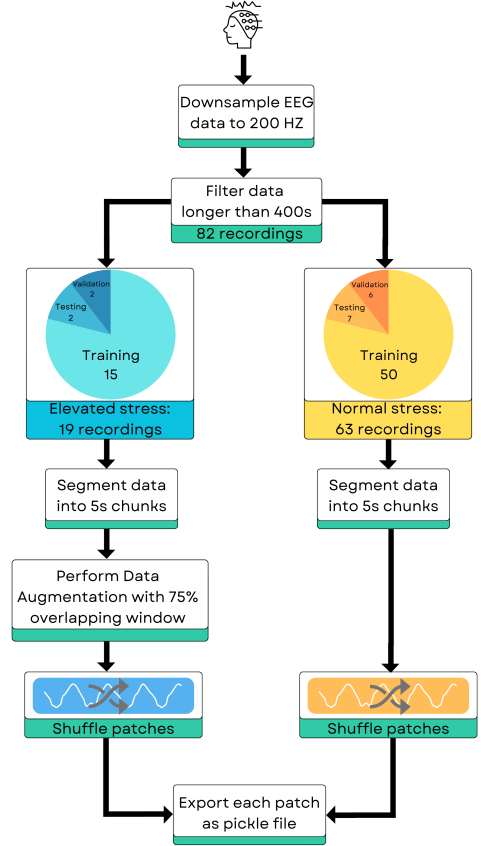 Downsample EEG
data to 200 HZ
Filter data
longer than 400s
82 recordings
Validation
2
Testing
2
Training
15
Elevated stress:
19 recordings
Validation
6
Testing
7
Training
50
Normal stress:
63 recordings
Segment data
into 5s chunks
Segment data
into 5s chunks
Perform Data
Augmentation with 75%
overlapping window
Shuffle patches
Shuffle patches
Export each patch
as pickle file